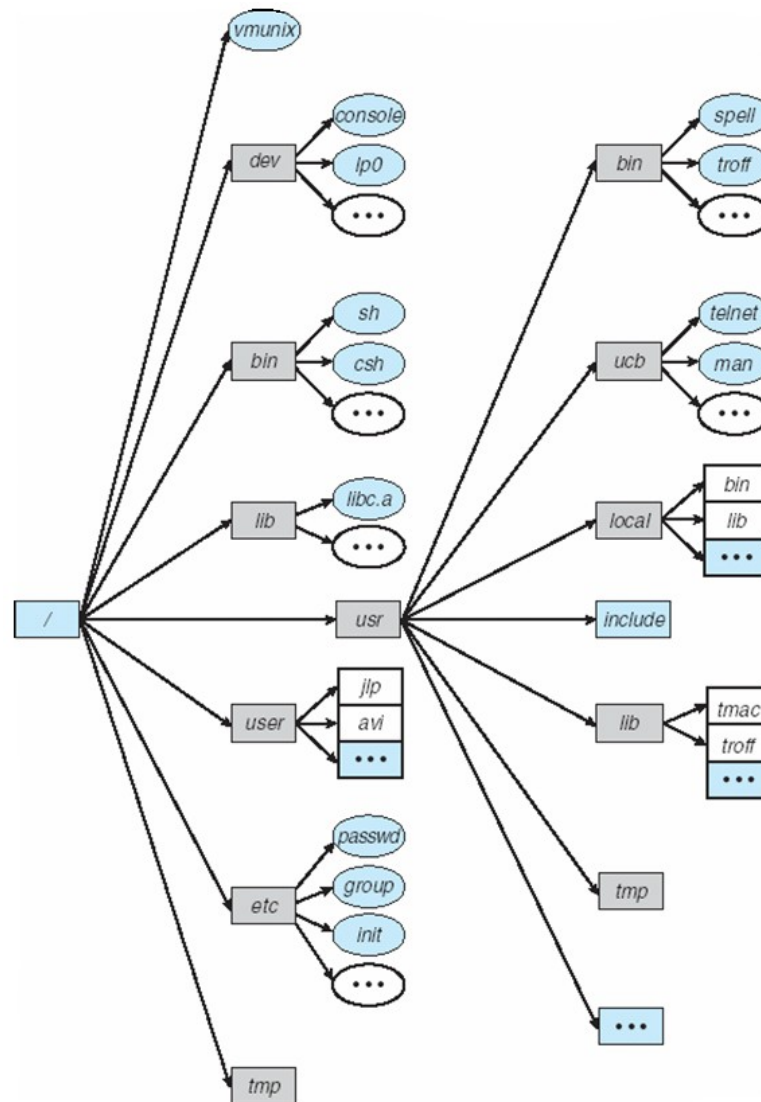 vmunix
dev
console
lp0
•••
bin
sh
csh
•••
lib
libc.a
•••
/
usr
user
jlp
avi
•••
etc
passwd
group
init
•••
tmp
bin
spell
troff
•••
ucb
telnet
man
•••
local
bin
lib
•••
include
lib
tmac
troff
•••
tmp
•••